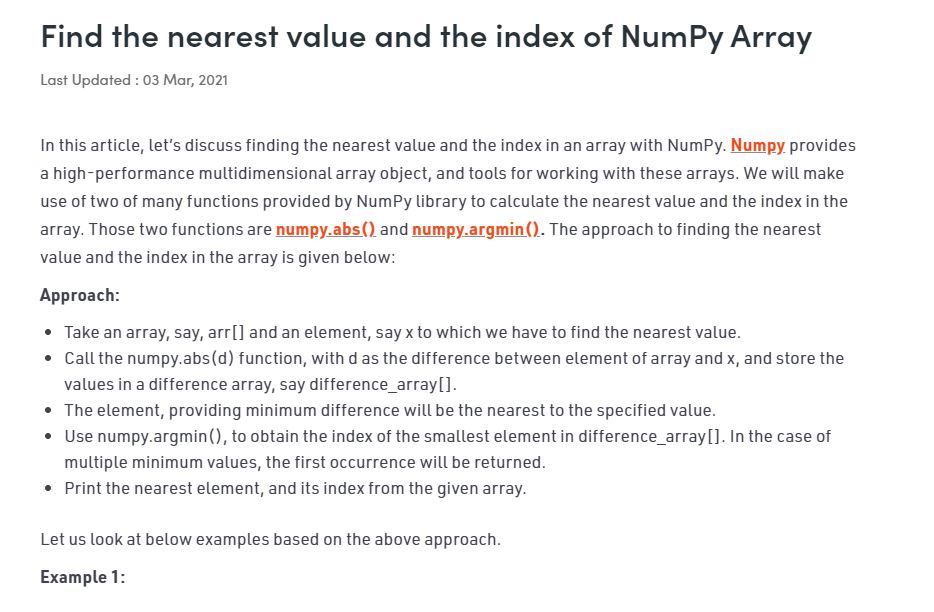 Find the nearest value and the index of NumPy Array
Last Updated : 03 Mar, 2021
In this article, let’s discuss finding the nearest value and the index in an array with NumPy. Numpy provides
a high-performance multidimensional array object, and tools for working with these arrays. We will make
use of two of many functions provided by NumPy library to calculate the nearest value and the index in the
array. Those two functions are numpy.abs() and numpy.argmin(). The approach to finding the nearest
value and the index in the array is given below:
Approach:
• Take an array, say, arr[] and an element, say x to which we have to find the nearest value.
• Call the numpy.abs(d) function, with d as the difference between element of array and x, and store the
values in a difference array, say difference_array[].
• The element, providing minimum difference will be the nearest to the specified value.
• Use numpy.argmin(), to obtain the index of the smallest element in difference_array[]. In the case of
multiple minimum values, the first occurrence will be returned.
• Print the nearest element, and its index from the given array.
Let us look at below examples based on the above approach.
Example 1: